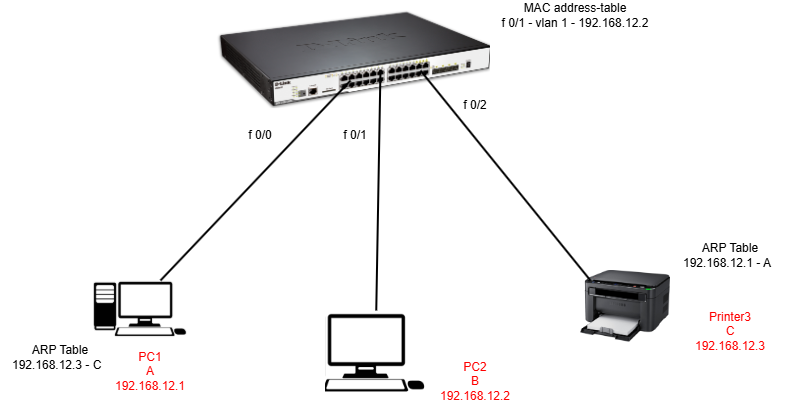 MAC address-table
f 0/1 - vlan 1 - 192.168.12.2
D-Link
f 0/0
f 0/1
f 0/2
ARP Table
192.168.12.1 - A
Printer3
C
192.168.12.3
ARP Table
192.168.12.3 - C
PC1
A
192.168.12.1
PC2
B
192.168.12.2